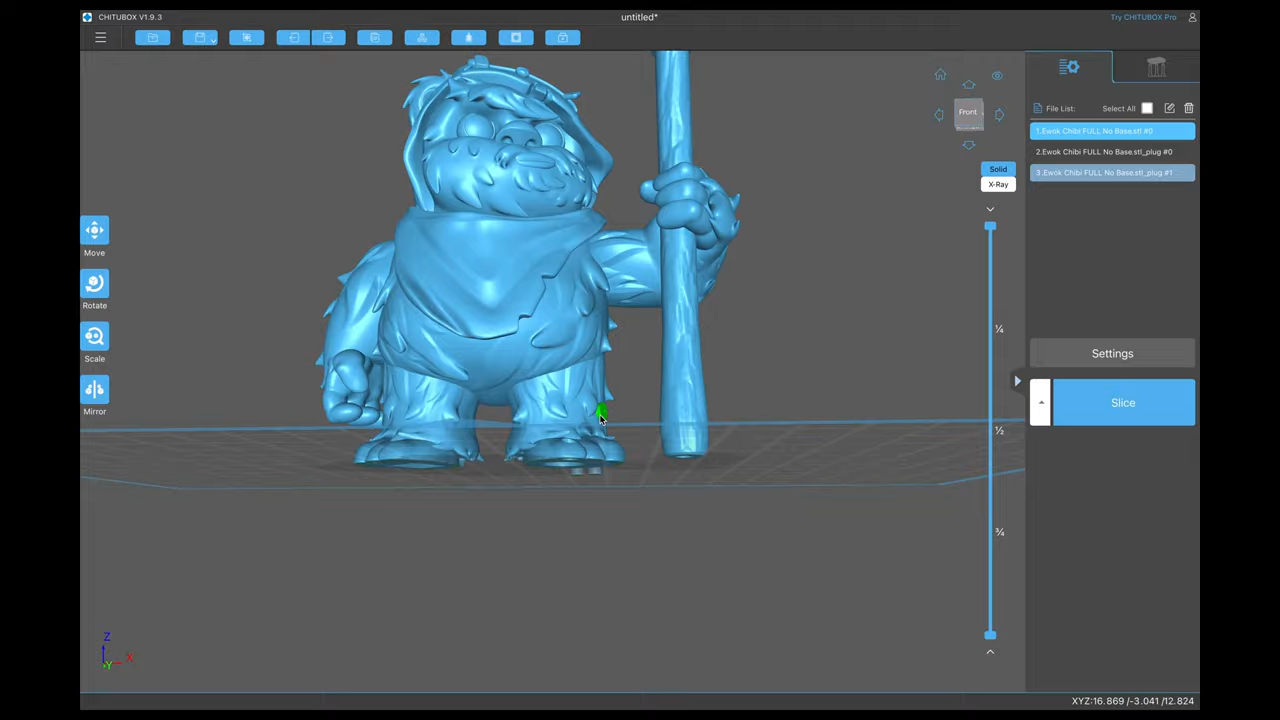 CHITUBOX V1.9.3
untitled*
Try CHITUBOX Pro
Front
File List:
Select All
1.Ewok Chibi FULL No Base.stl #0
2.Ewok Chibi FULL No Base.stl_plug #0
3.Ewok Chibi FULL No Base.stl_plug #1
Solid
X-Ray
Move
Rotate
Scale
Mirror
¼
½
¾
Settings
Slice
Z
X
Y
XYZ:16.869 /-3.041 /12.824